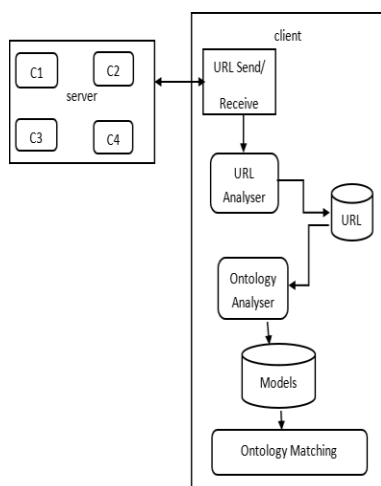 client
C1
C2
server
C3
C4
URL Send/
Receive
URL
Analyser
URL
Ontology
Analyser
Models
Ontology Matching